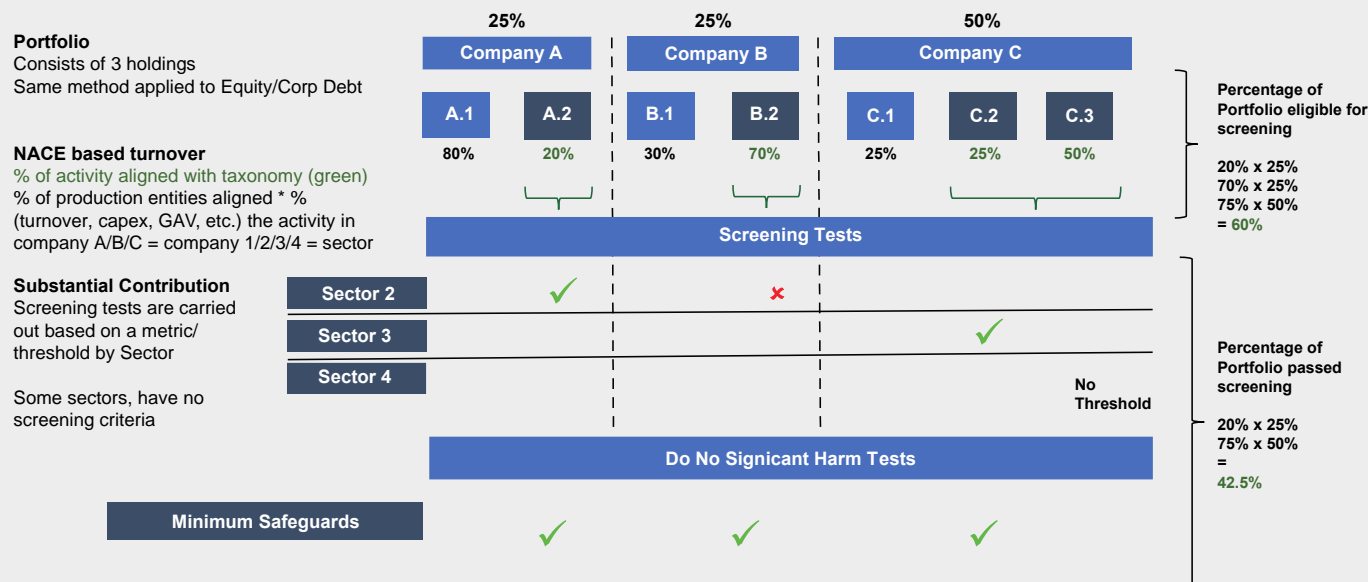 25%
25%
50%
Portfolio
Consists of 3 holdings
Same method applied to Equity/Corp Debt
Company A
Company B
Company C
A.1
A.2
B.1
B.2
C.1
C.2
C.3
80%
20%
30%
70%
25%
25%
50%
Percentage of
Portfolio eligible for
screening
20% x 25%
70% x 25%
75% x 50%
= 60%
NACE based turnover
% of activity aligned with taxonomy (green)
% of production entities aligned * %
(turnover, capex, GAV, etc.) the activity in
company A/B/C = company 1/2/3/4 = sector
Screening Tests
Substantial Contribution
Screening tests are carried
out based on a metric/
threshold by Sector
Some sectors, have no
screening criteria
Sector 2
Sector 3
Sector 4
No
Threshold
Percentage of
Portfolio passed
screening
20% x 25%
75% x 50%
=
42.5%
Do No Signicant Harm Tests
Minimum Safeguards